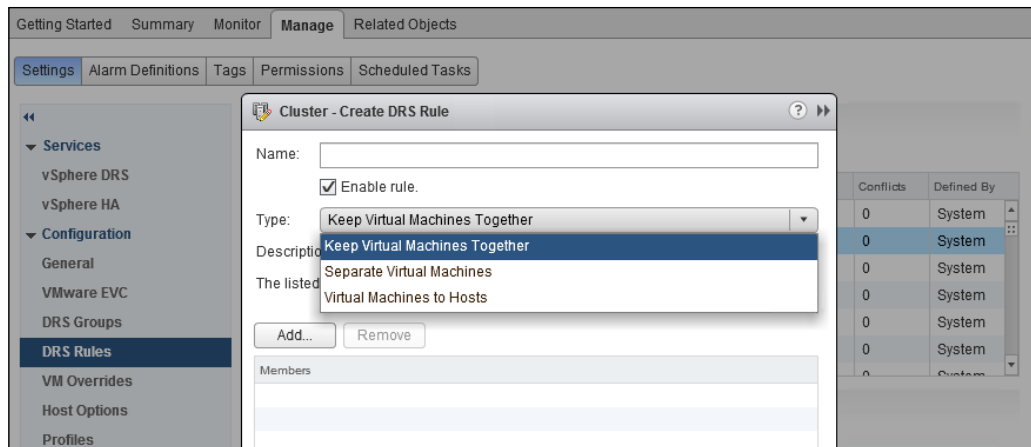 Getting Started Summary Monitor Manage Related Objects
Settings Alarm Definitions Tags Permissions Scheduled Tasks
Services
vSphere DRS
vSphere HA
Configuration
General
VMware EVC
DRS Groups
DRS Rules
VM Overrides
Host Options
Profiles
Cluster - Create DRS Rule ?
Name:
Enable rule.
Type: Keep Virtual Machines Together
Keep Virtual Machines Together
Separate Virtual Machines
Virtual Machines to Hosts
Descriptio
The listed
Add... Remove
Members
Conflicts Defined By
0 System
0 System
0 System
0 System
0 System
0 System